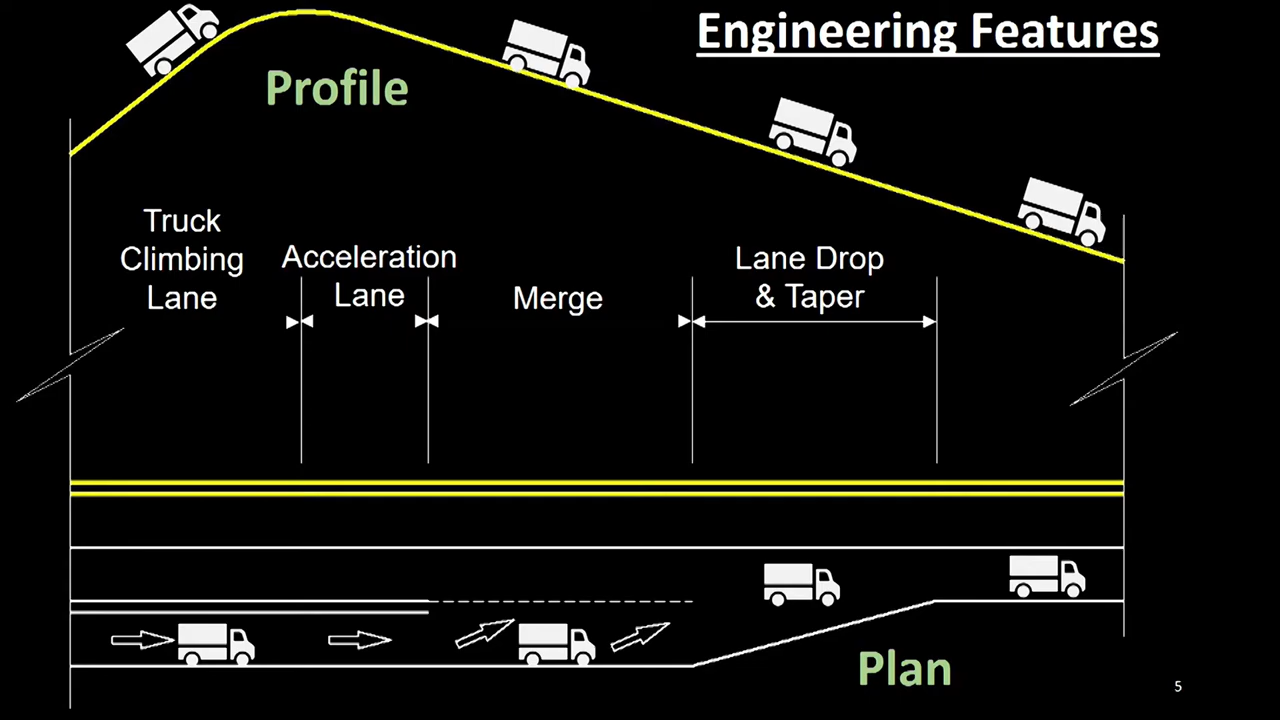 Engineering Features
Profile
Truck
Climbing
Lane
Acceleration
Lane
Merge
Lane Drop
& Taper
Plan
5